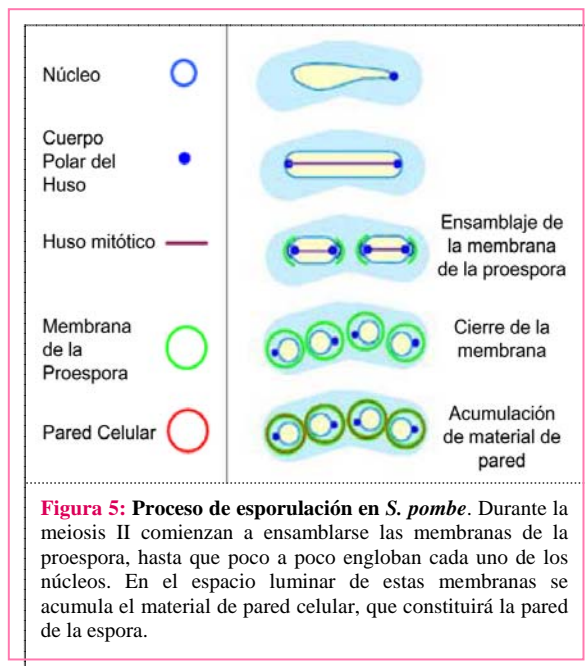 Núcleo
Cuerpo
Polar del
Huso
Huso mitótico
Ensamblaje de
la membrana
de la proespora
Membrana
de la
Proespora
Cierre de la
membrana
Pared Celular
Acumulación
de material de
pared
Figura 5: Proceso de esporulación en S. pombe. Durante la
meiosis II comienzan a ensamblarse las membranas de la
proespora, hasta que poco a poco engloban cada uno de los
núcleos. En el espacio luminar de estas membranas se
acumula el material de pared celular, que constituirá la pared
de la espora.